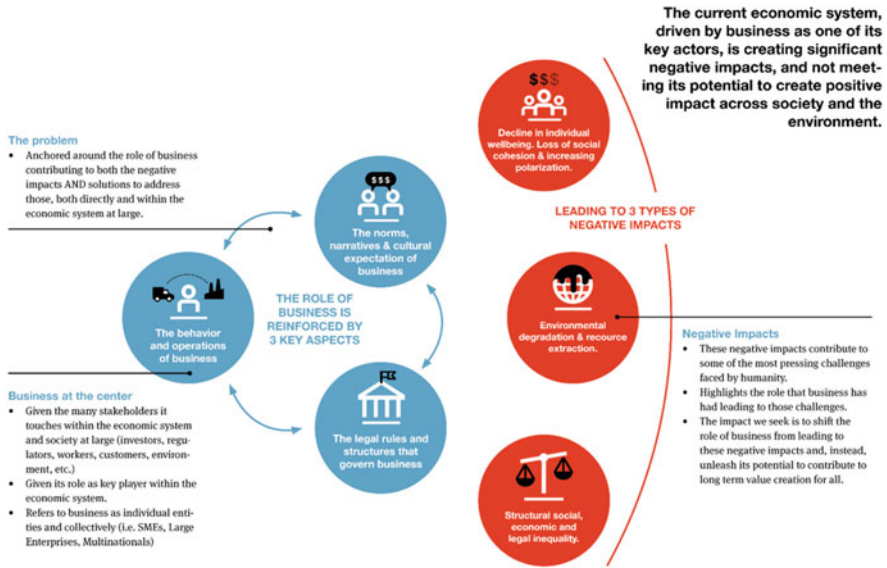 The current economic system,
driven by business as one of its
key actors, is creating significant
negative impacts, and not meet-
ing its potential to create positive
impact across society and the
environment.
The problem
• Anchored around the role of business
contributing to both the negative
impacts AND solutions to address
those, both directly and within the
economic system at large.
$$$
The norms,
narratives & cultural
expectation of
business
The behavior
and operations
of business
THE ROLE OF
BUSINESS IS
REINFORCED BY
3 KEY ASPECTS
The legal rules and
structures that
govern business
Business at the center
• Given the many stakeholders it
touches within the economic system
and society at large (investors, regu-
lators, workers, customers, environ-
ment, etc.)
• Given its role as key player within the
economic system.
• Refers to business as individual enti-
ties and collectively (i.e. SMEs, Large
Enterprises, Multinationals)
$$$
Decline in individual
wellbeing. Loss of social
cohesion & increasing
polarization.
LEADING TO 3 TYPES OF
NEGATIVE IMPACTS
Environmental
degradation & recource
extraction.
Structural social,
economic and
legal inequality.
Negative Impacts
• These negative impacts contribute to
some of the most pressing challenges
faced by humanity.
• Highlights the role that business has
had leading to those challenges.
• The impact we seek is to shift the
role of business from leading to
these negative impacts and, instead,
unleash its potential to contribute to
long term value creation for all.